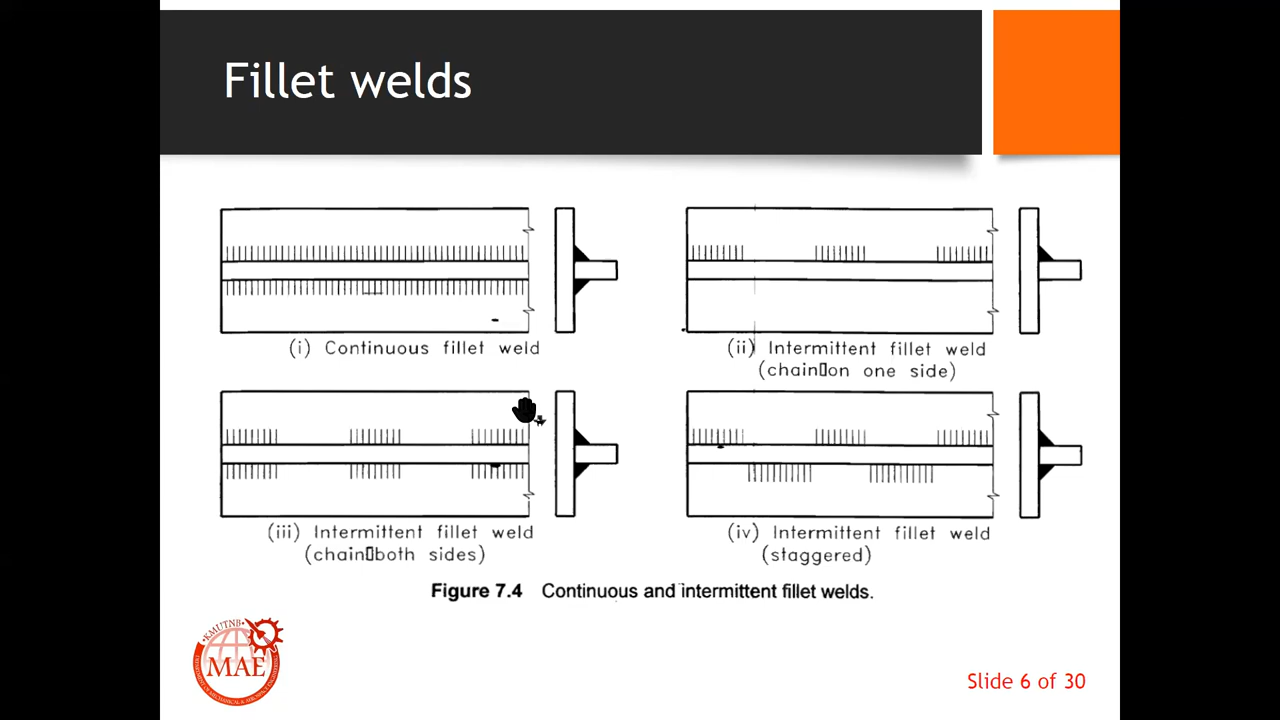 Fillet welds
(i) Continuous fillet weld
(ii) Intermittent fillet weld
(chain▯on one side)
(iii) Intermittent fillet weld
(chain▯both sides)
(iv) Intermittent fillet weld
(staggered)
Figure 7.4 Continuous and intermittent fillet welds.
KMUTNB
MAE
Slide 6 of 30